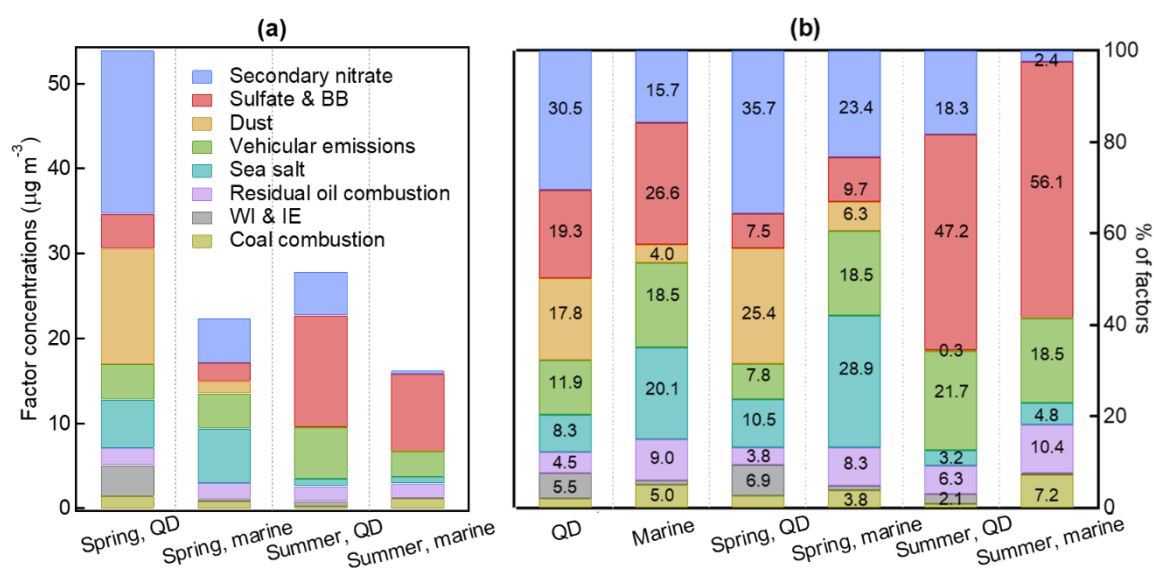 (a)
(b)
Factor concentrations (μg m⁻³)
50
40
30
20
10
0
Secondary nitrate
Sulfate & BB
Dust
Vehicular emissions
Sea salt
Residual oil combustion
WI & IE
Coal combustion
Spring, QD
Spring, marine
Summer, QD
Summer, marine
30.5
19.3
17.8
11.9
8.3
4.5
5.5
15.7
26.6
4.0
18.5
20.1
9.0
5.0
35.7
7.5
25.4
7.8
10.5
3.8
6.9
23.4
9.7
6.3
18.5
28.9
8.3
3.8
18.3
47.2
0.3
21.7
3.2
6.3
2.1
2.4
56.1
18.5
4.8
10.4
7.2
100
80
60
40
20
0
% of factors
QD
Marine
Spring, QD
Spring, marine
Summer, QD
Summer, marine